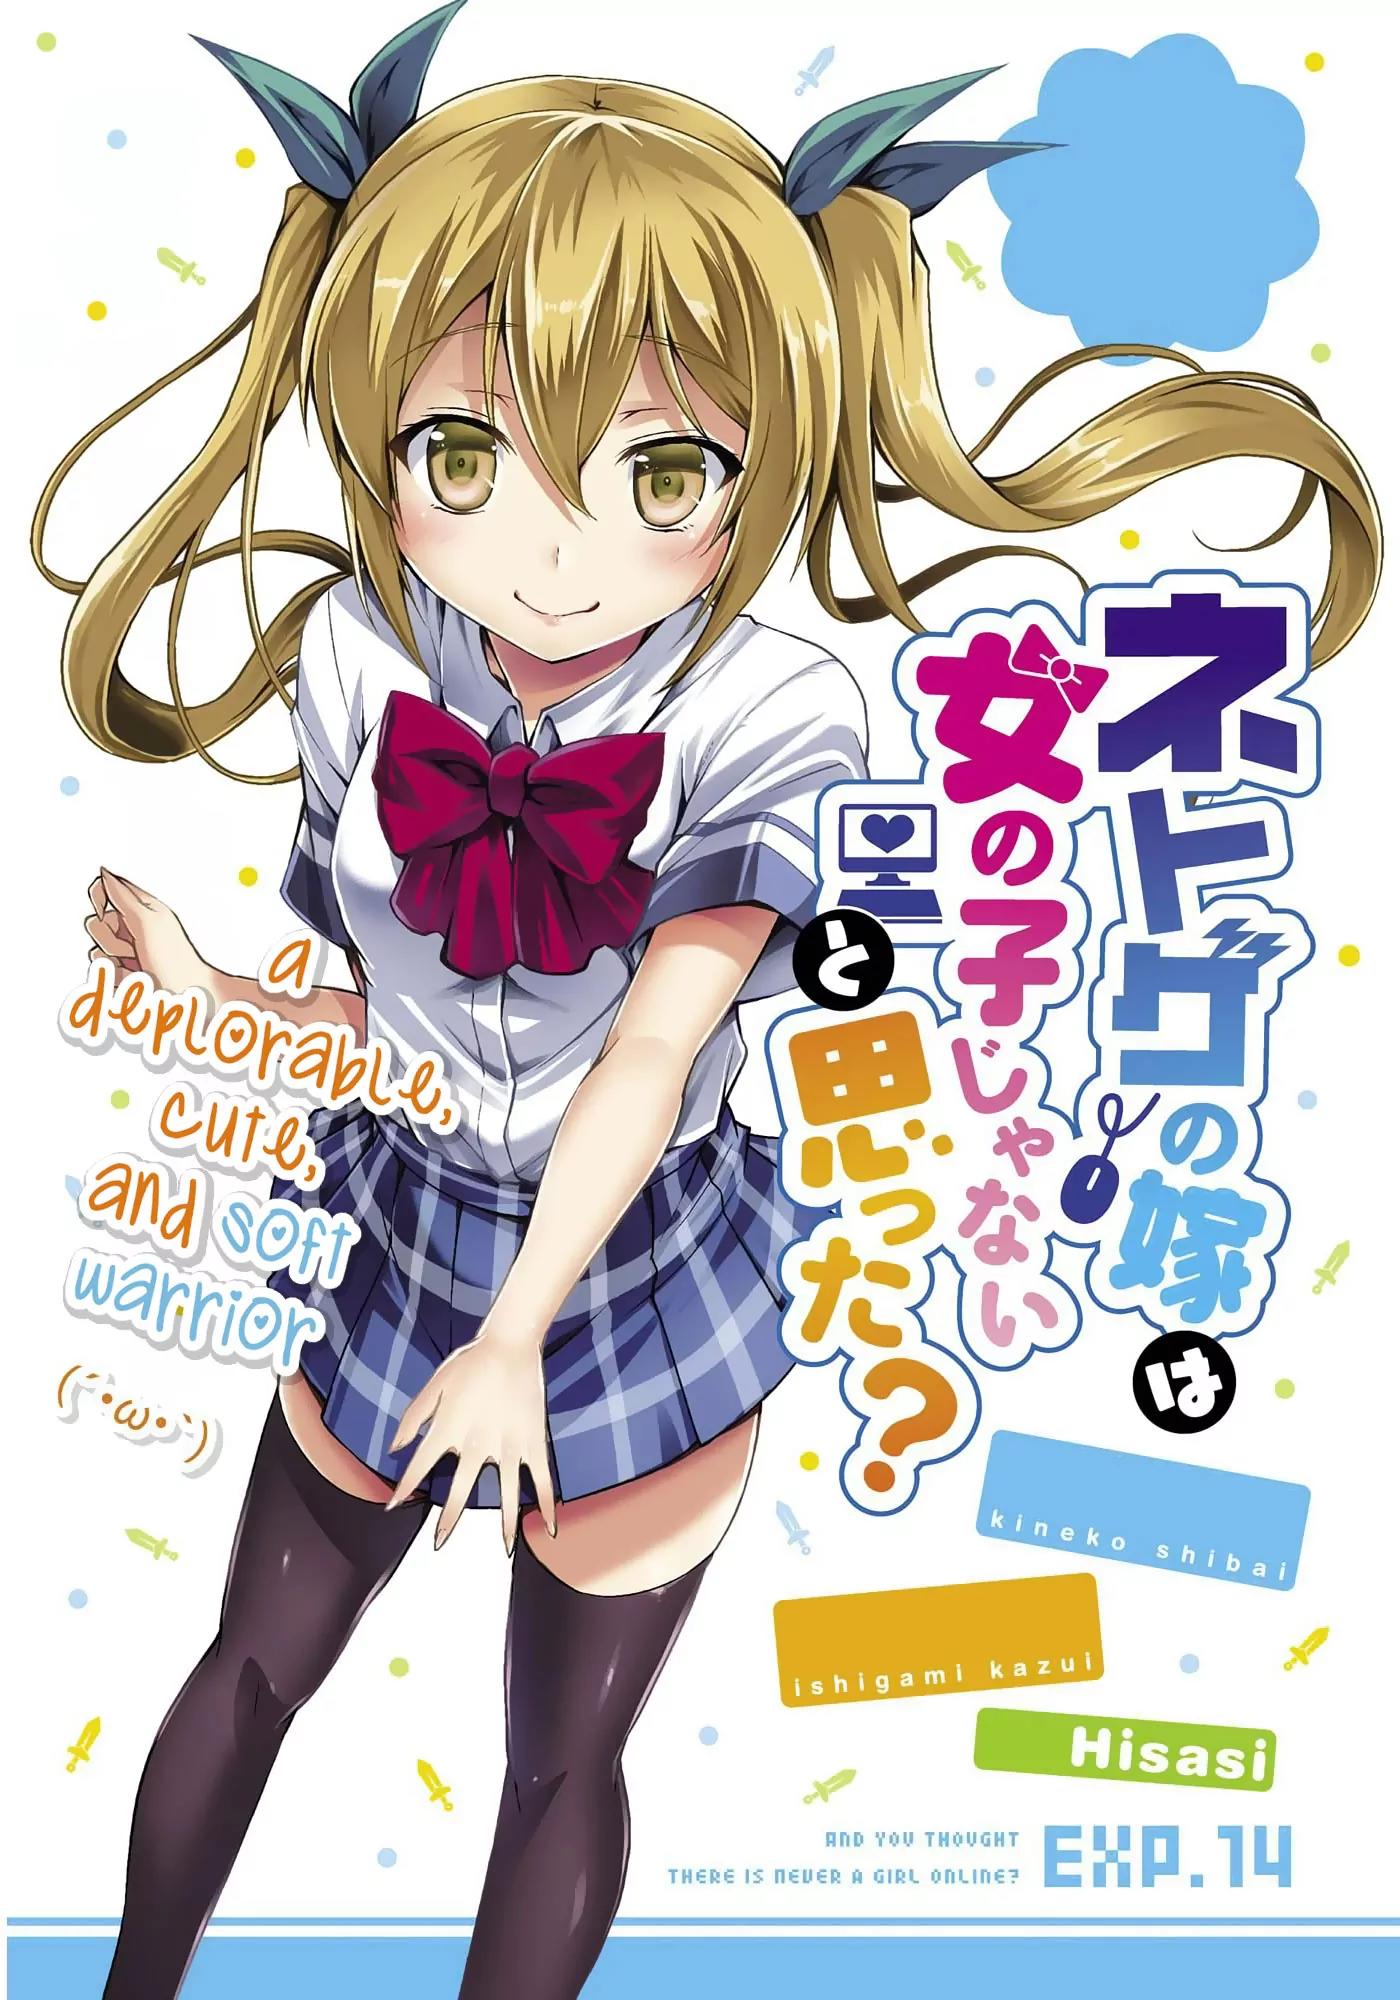 ネトゲの嫁は
女の子じゃない
と思った?
a
deplorable,
cute,
and soft
warrior
(´•ω•`)
kineko shibai
ishigami kazui
Hisasi
AND YOU THOUGHT
THERE IS NEVER A GIRL ONLINE?
EXP.14